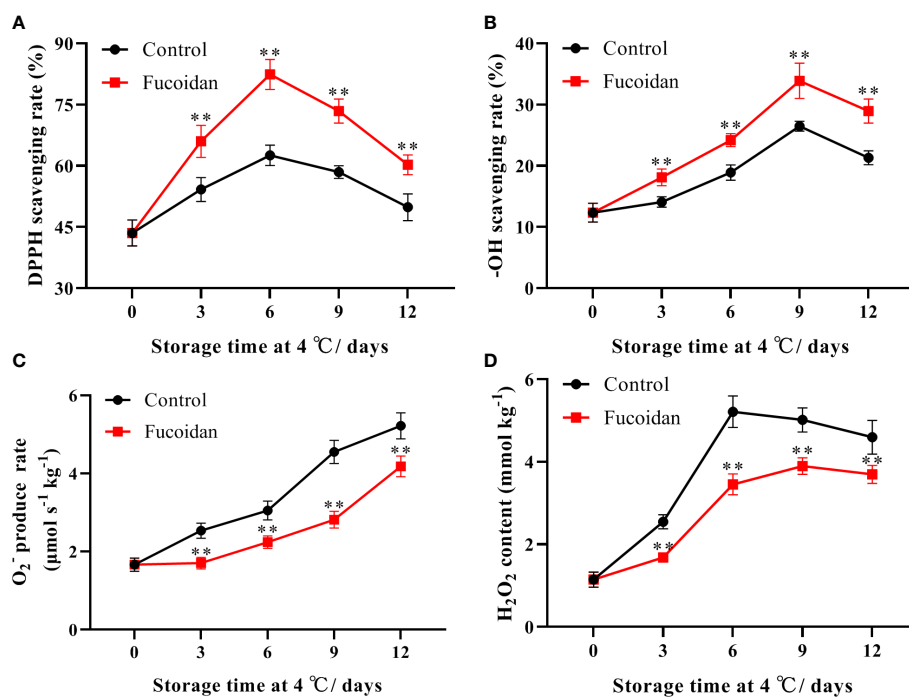 A
Control
Fucoidan
DPPH scavenging rate (%)
90
75
60
45
30
**
**
**
**
0 3 6 9 12
Storage time at 4 ℃/ days
B
Control
Fucoidan
-OH scavenging rate (%)
40
30
20
10
0
**
**
**
**
0 3 6 9 12
Storage time at 4 ℃/ days
C
Control
Fucoidan
O₂⁻ produce rate
(μmol s⁻¹ kg⁻¹)
6
4
2
0
**
**
**
**
0 3 6 9 12
Storage time at 4 ℃/ days
D
Control
Fucoidan
H₂O₂ content (mmol kg⁻¹)
6
4
2
0
**
**
**
**
0 3 6 9 12
Storage time at 4 ℃/ days